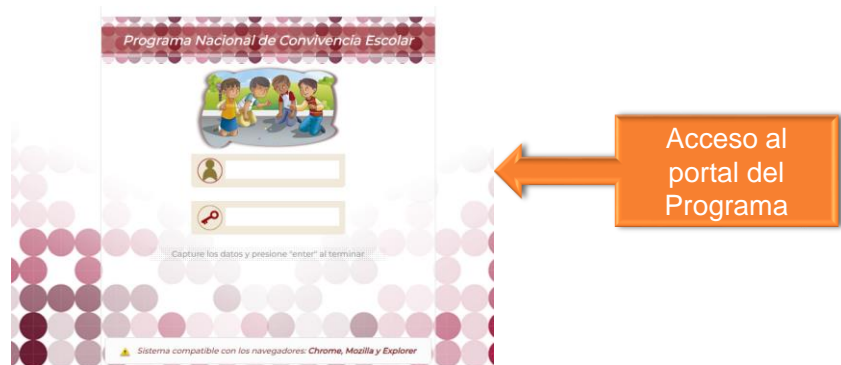 Programa Nacional de Convivencia Escolar
Capture los datos y presione "enter" al terminar
Sistema compatible con los navegadores: Chrome, Mozilla y Explorer
Acceso al
portal del
Programa